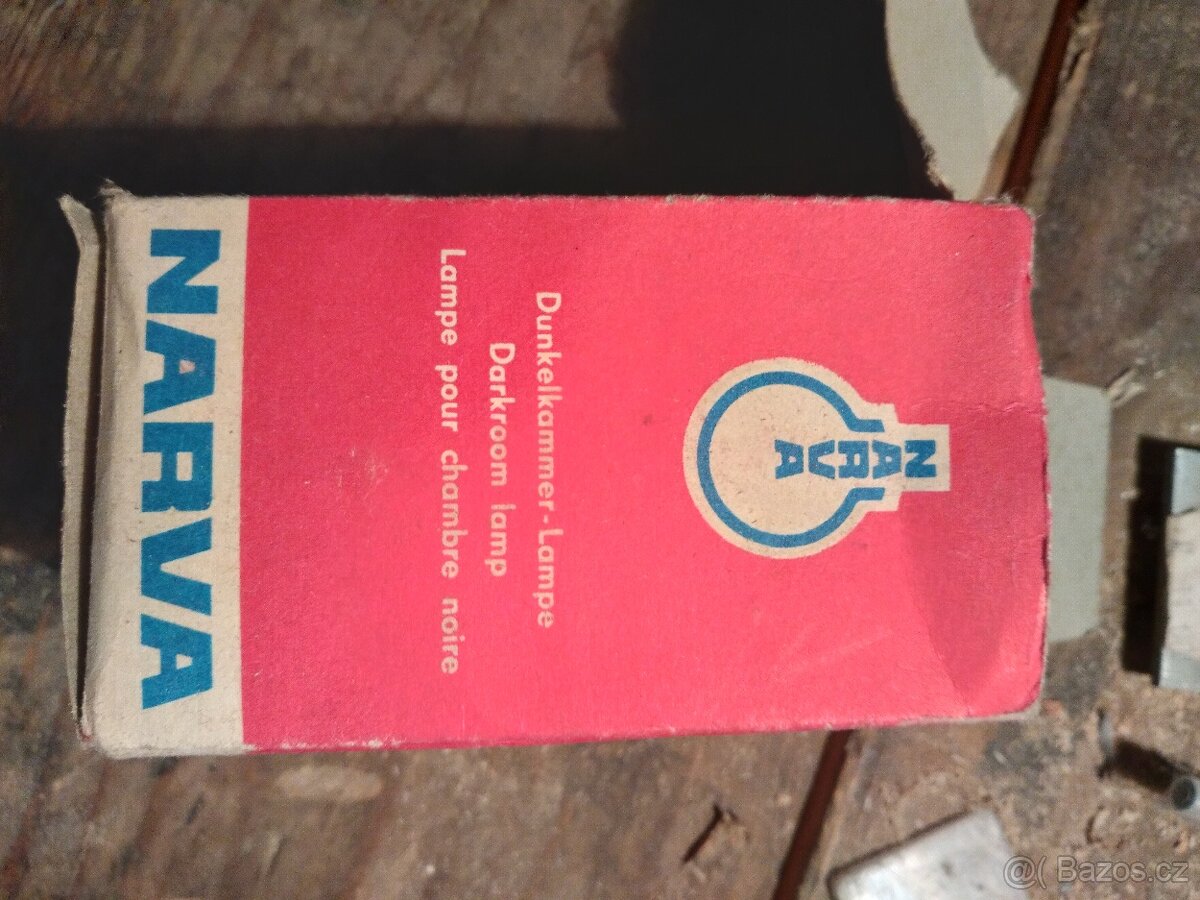 NARVA
Dunkelkammer-Lampe
Darkroom lamp
Lampe pour chambre noire
NARVA
@( Bazos.cz